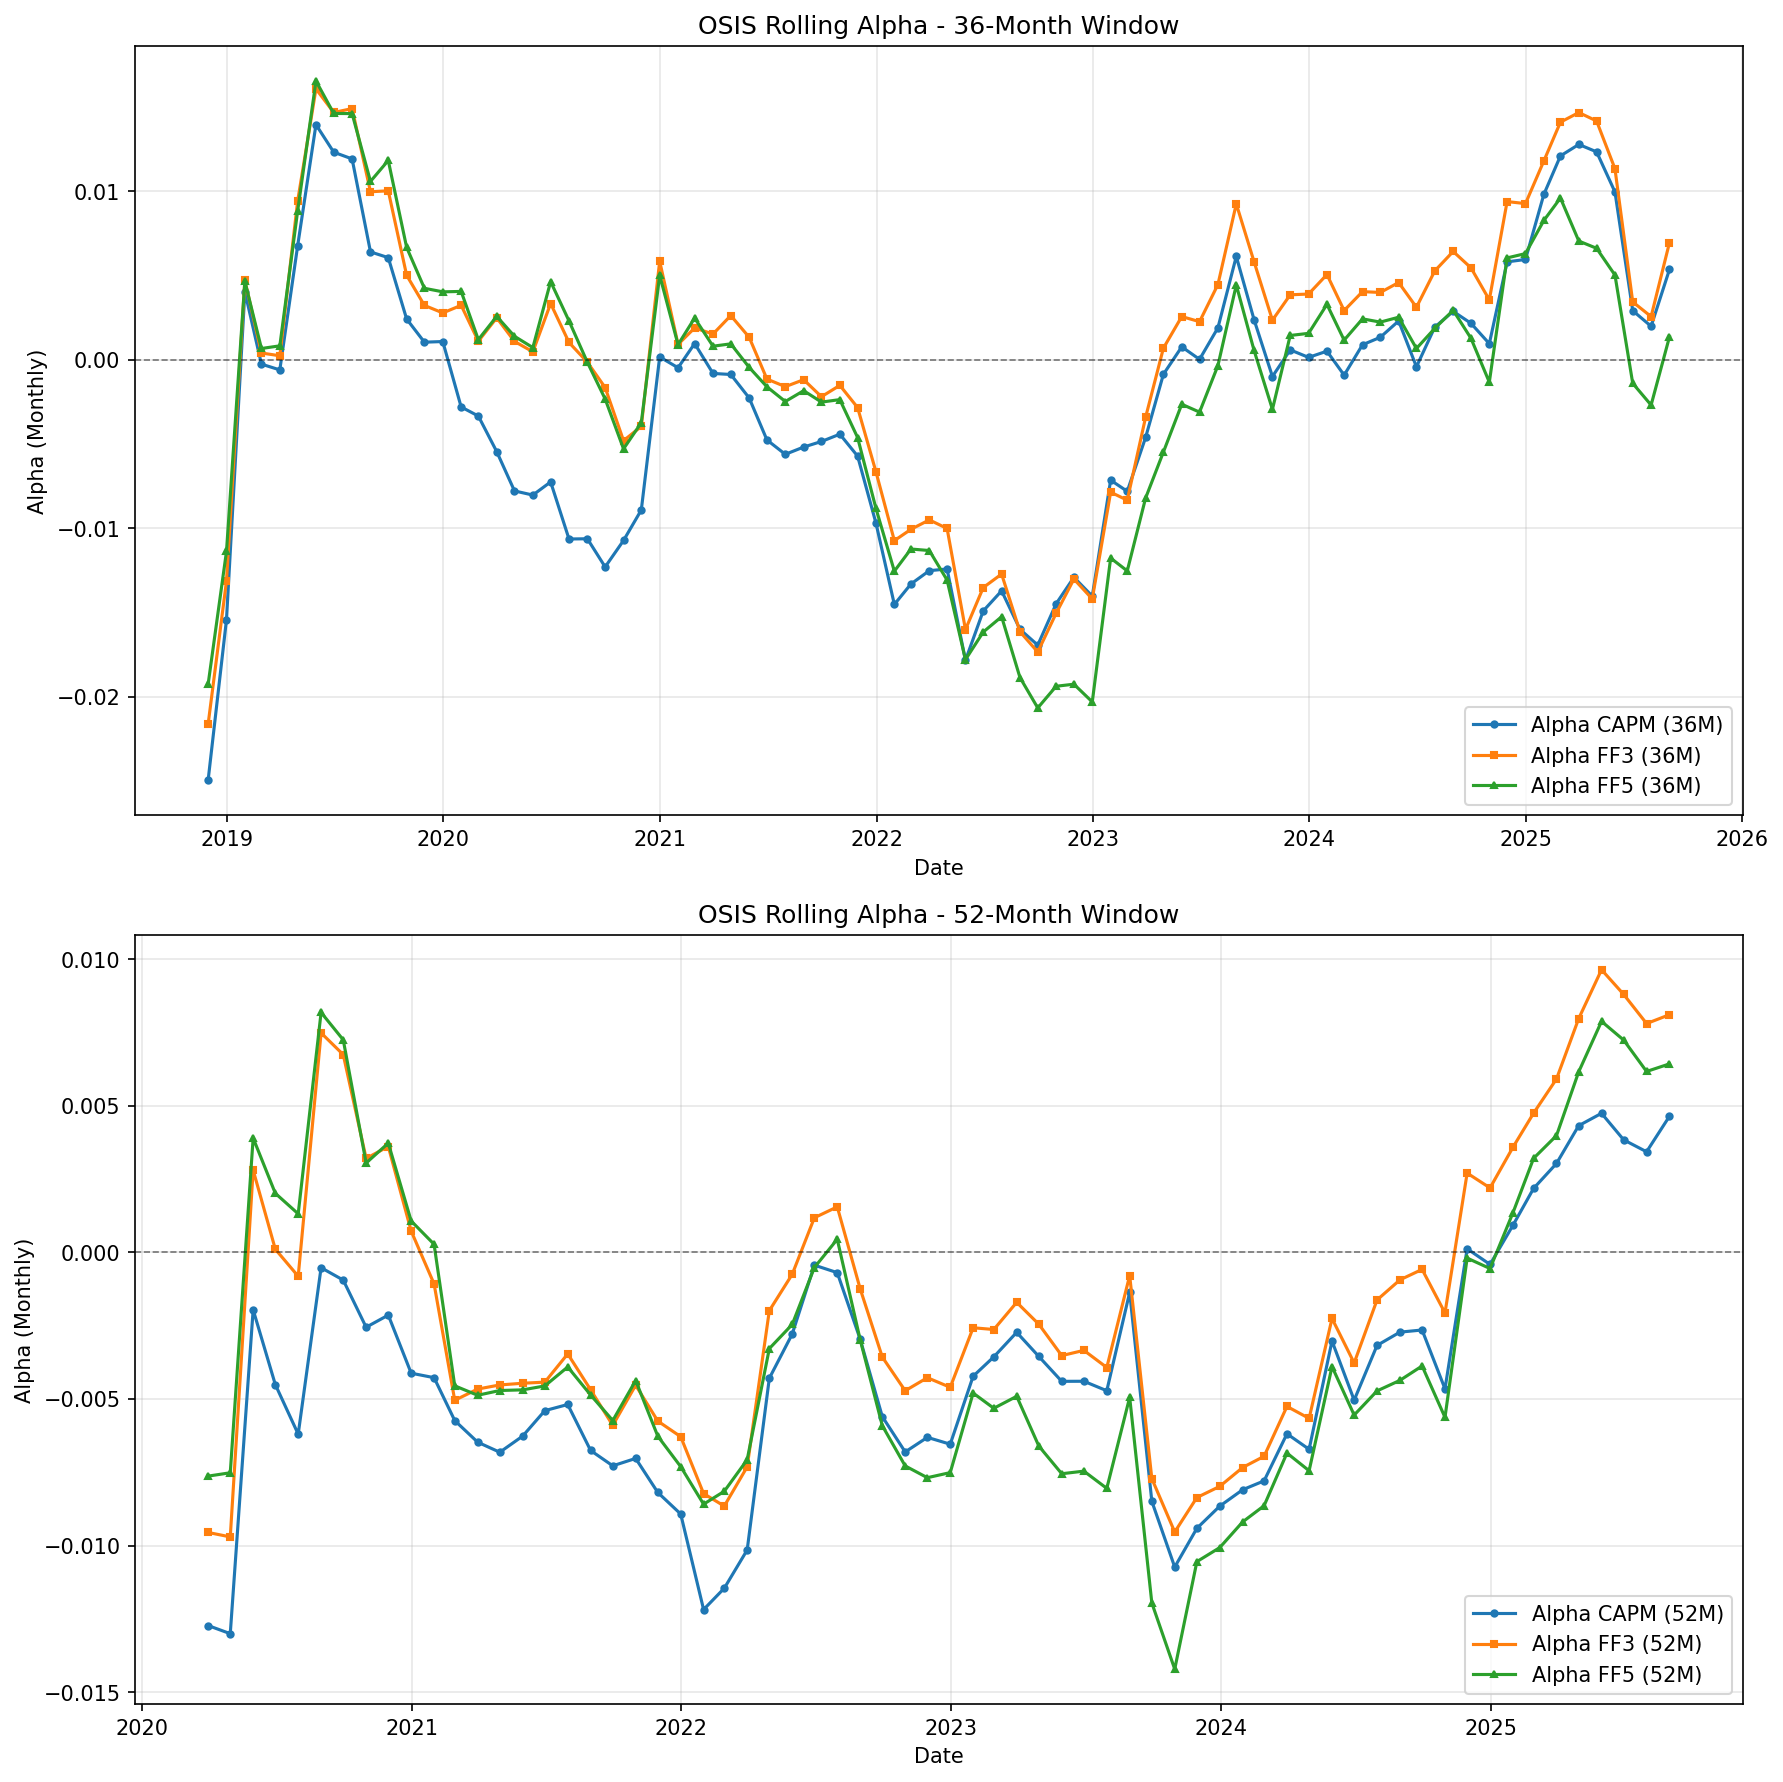 OSIS Rolling Alpha - 36-Month Window
Alpha (Monthly)
0.01
0.00
−0.01
−0.02
Alpha CAPM (36M)
Alpha FF3 (36M)
Alpha FF5 (36M)
2019 2020 2021 2022 2023 2024 2025 2026
Date
OSIS Rolling Alpha - 52-Month Window
Alpha (Monthly)
0.010
0.005
0.000
−0.005
−0.010
−0.015
Alpha CAPM (52M)
Alpha FF3 (52M)
Alpha FF5 (52M)
2020 2021 2022 2023 2024 2025
Date